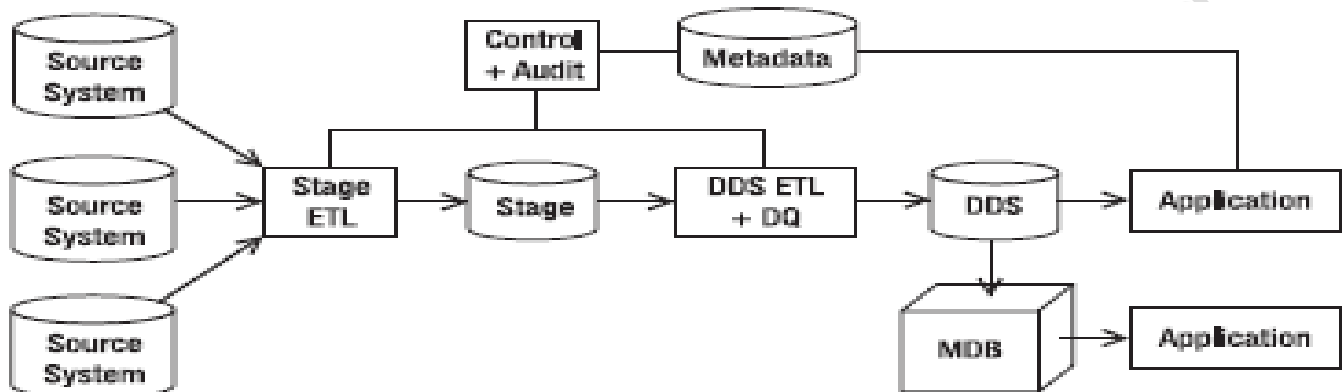 Source
System
Control
+ Audit
Metadata
Source
System
Stage
ETL
Stage
DDS ETL
+ DQ
DDS
Application
Source
System
MDB
Application